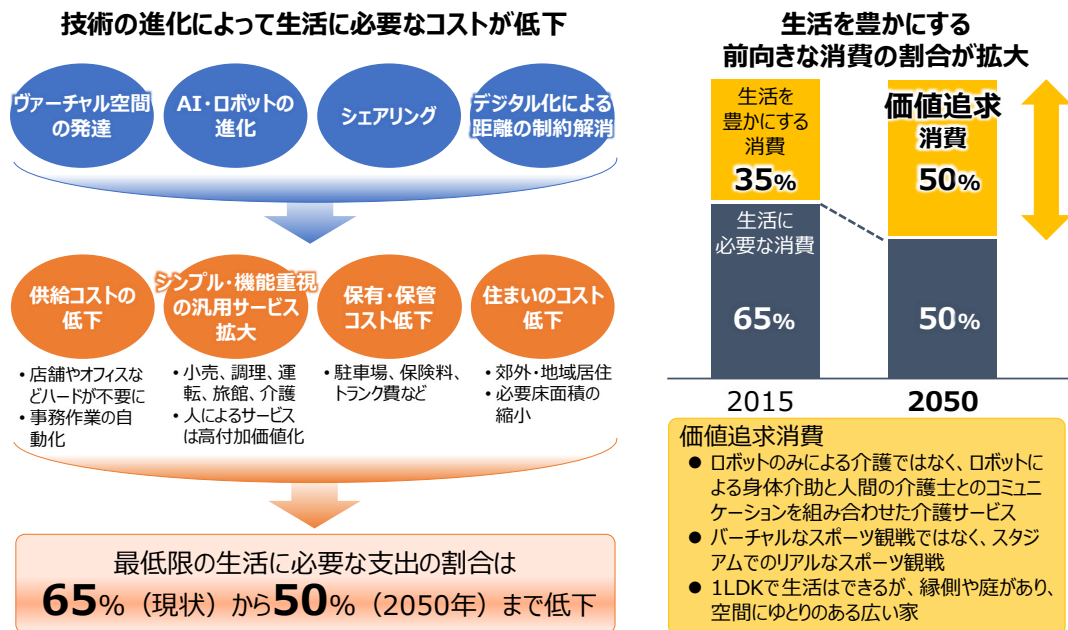 技術の進化によって生活に必要なコストが低下
ヴァーチャル空間
の発達
AI・ロボットの
進化
シェアリング
デジタル化による
距離の制約解消
供給コストの
低下
シンプル・機能重視
の汎用サービス
拡大
保有・保管
コスト低下
住まいのコスト
低下
・店舗やオフィスな
どハードが不要に
・事務作業の自
動化
・小売、調理、運
転、旅館、介護
・人によるサービス
は高付加価値化
・駐車場、保険料、
トランク費など
・郊外・地域居住
・必要床面積の
縮小
最低限の生活に必要な支出の割合は
65%（現状）から50%（2050年）まで低下
生活を豊かにする
前向きな消費の割合が拡大
生活を
豊かにする
消費
35%
生活に
必要な消費
65%
価値追求
消費
50%
50%
2015
2050
価値追求消費
● ロボットのみによる介護ではなく、ロボットに
よる身体介助と人間の介護士とのコミュニ
ケーションを組み合わせた介護サービス
● バーチャルなスポーツ観戦ではなく、スタジ
アムでのリアルなスポーツ観戦
● 1LDKで生活はできるが、縁側や庭があり、
空間にゆとりのある広い家